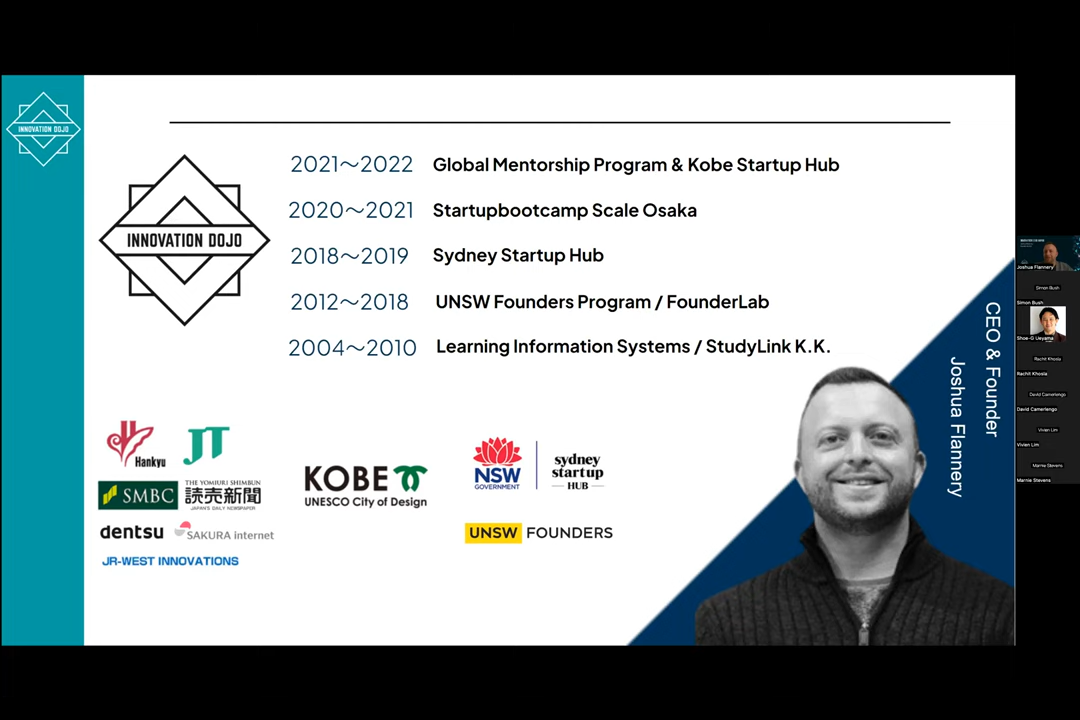 INNOVATION DOJO
INNOVATION DOJO
2021～2022 Global Mentorship Program & Kobe Startup Hub
2020～2021 Startupbootcamp Scale Osaka
2018～2019 Sydney Startup Hub
2012～2018 UNSW Founders Program / FounderLab
2004～2010 Learning Information Systems / StudyLink K.K.
CEO & Founder
Joshua Flannery
Hankyu
JT
SMBC
THE YOMIURI SHIMBUN
読売新聞
JAPAN'S DAILY NEWSPAPER
dentsu
SAKURA internet
JR-WEST INNOVATIONS
KOBE
UNESCO City of Design
NSW
GOVERNMENT
sydney
startup
HUB
UNSW FOUNDERS
Joshua Flannery
Simon Bush
Simon Bush
Shoe-G Ueyama
Rachit Khosla
Rachit Khosla
David Camerlengo
David Camerlengo
Vivien Lim
Vivien Lim
Marnie Stevens
Marnie Stevens